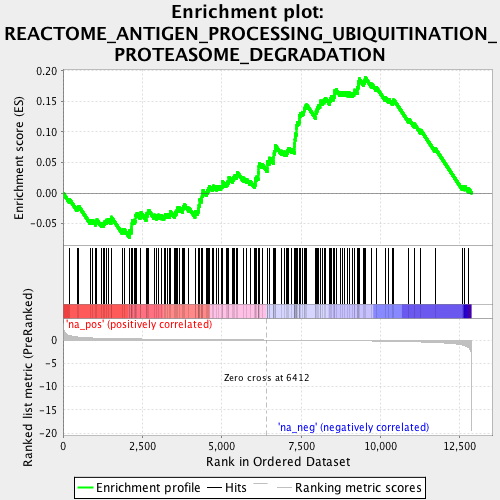 Enrichment plot:
REACTOME_ANTIGEN_PROCESSING_UBIQUITINATION_
PROTEASOME_DEGRADATION
Enrichment score (ES)
0.20
0.15
0.10
0.05
0.00
-0.05
'na_pos' (positively correlated)
Ranked list metric (PreRanked)
0
-5
-10
-15
-20
Zero cross at 6412
'na_neg' (negatively correlated)
0
2,500
5,000
7,500
10,000
12,500
Rank in Ordered Dataset
Enrichment profile
Hits
Ranking metric scores